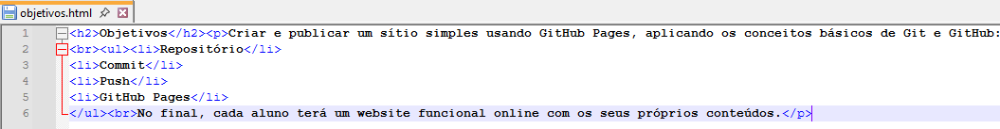 objetivos.html
1 <h2>Objetivos</h2><p>Criar e publicar um sítio simples usando GitHub Pages, aplicando os conceitos básicos de Git e GitHub:
2 <br><ul><li>Repositório</li>
3 <li>Commit</li>
4 <li>Push</li>
5 <li>GitHub Pages</li>
6 </ul><br>No final, cada aluno terá um website funcional online com os seus próprios conteúdos.</p>